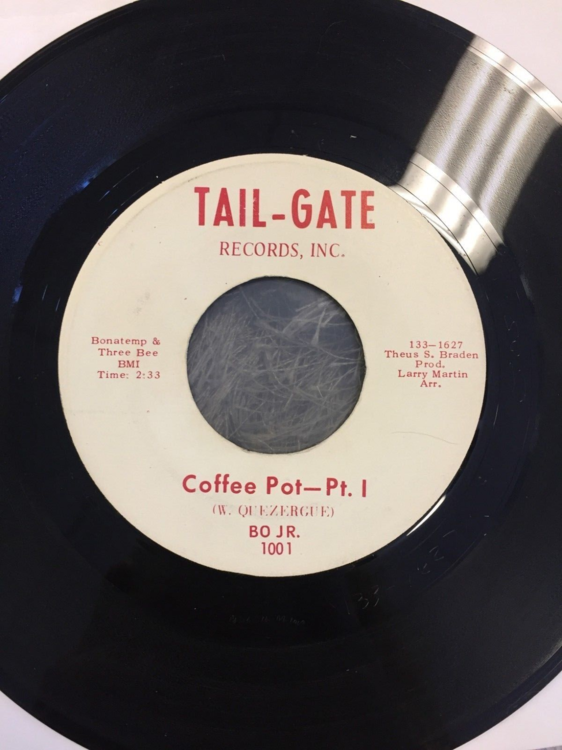 TAIL-GATE
RECORDS, INC.
Bonatemp &
Three Bee
BMI
Time: 2:33
133-1627
Theus S. Braden
Prod.
Larry Martin
Arr.
Coffee Pot—Pt. I
(W. QUEZERGUE)
BO JR.
1001